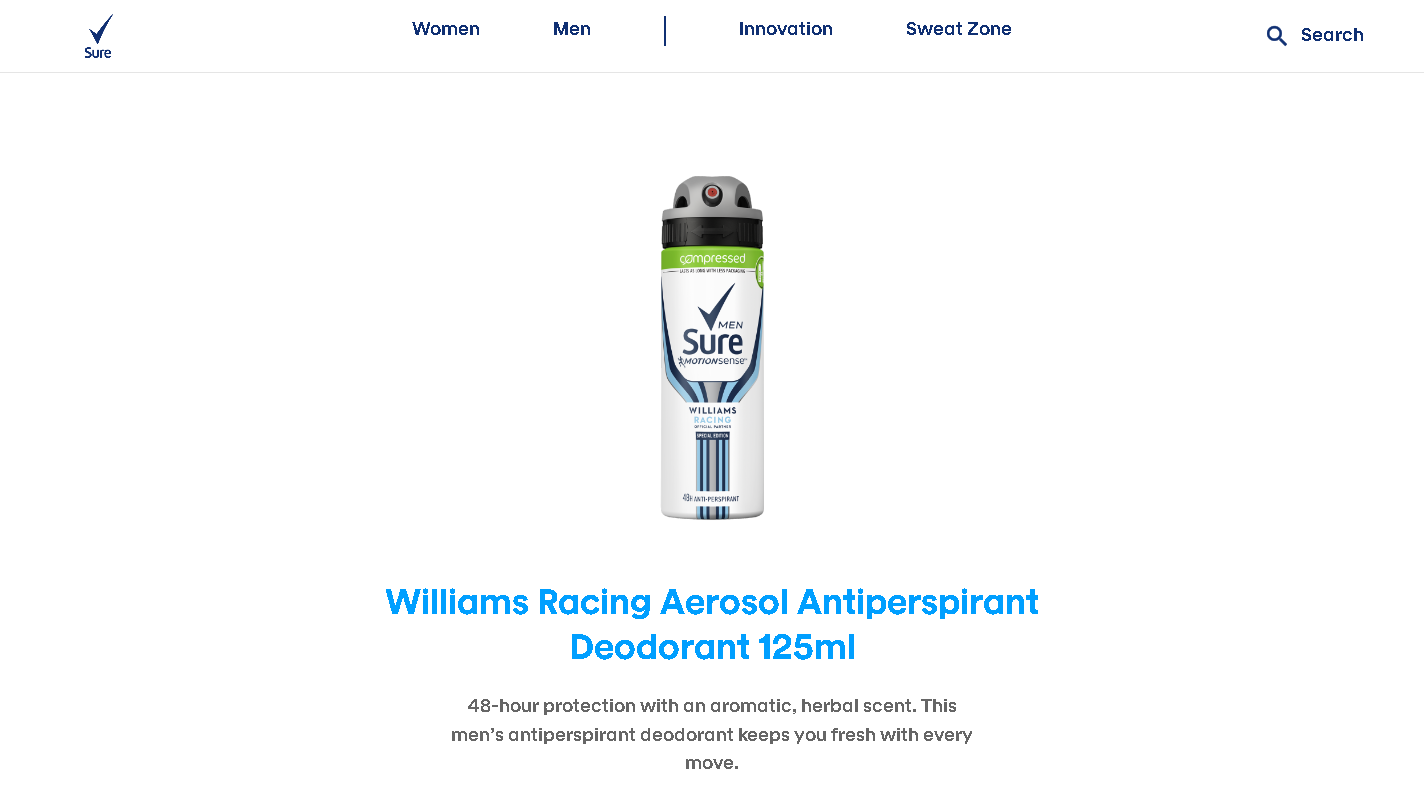 Sure
Women
Men
Innovation
Sweat Zone
Search
compressed
LASTS AS LONG WITH LESS PACKAGING
MEN
Sure
MOTIONsense™
WILLIAMS
RACING
OFFICIAL PARTNER
SPECIAL EDITION
48H ANTI-PERSPIRANT
Williams Racing Aerosol Antiperspirant
Deodorant 125ml
48-hour protection with an aromatic, herbal scent. This
men’s antiperspirant deodorant keeps you fresh with every
move.